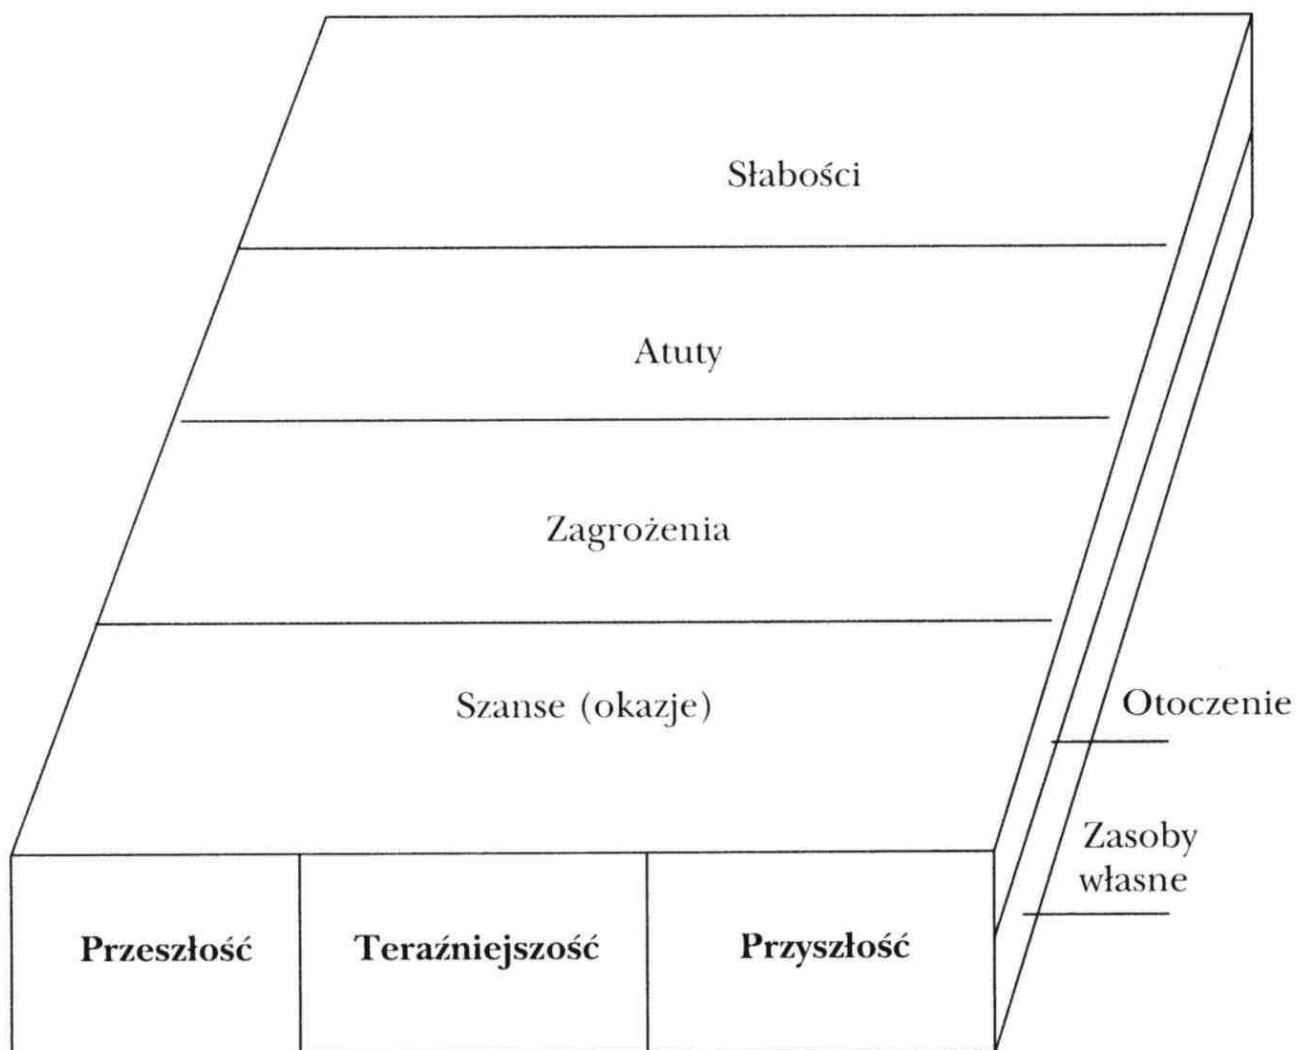 Słabości
Atuty
Zagrożenia
Szanse (okazje)
Otoczenie
Zasoby
własne
Przeszłość
Teraźniejszość
Przyszłość